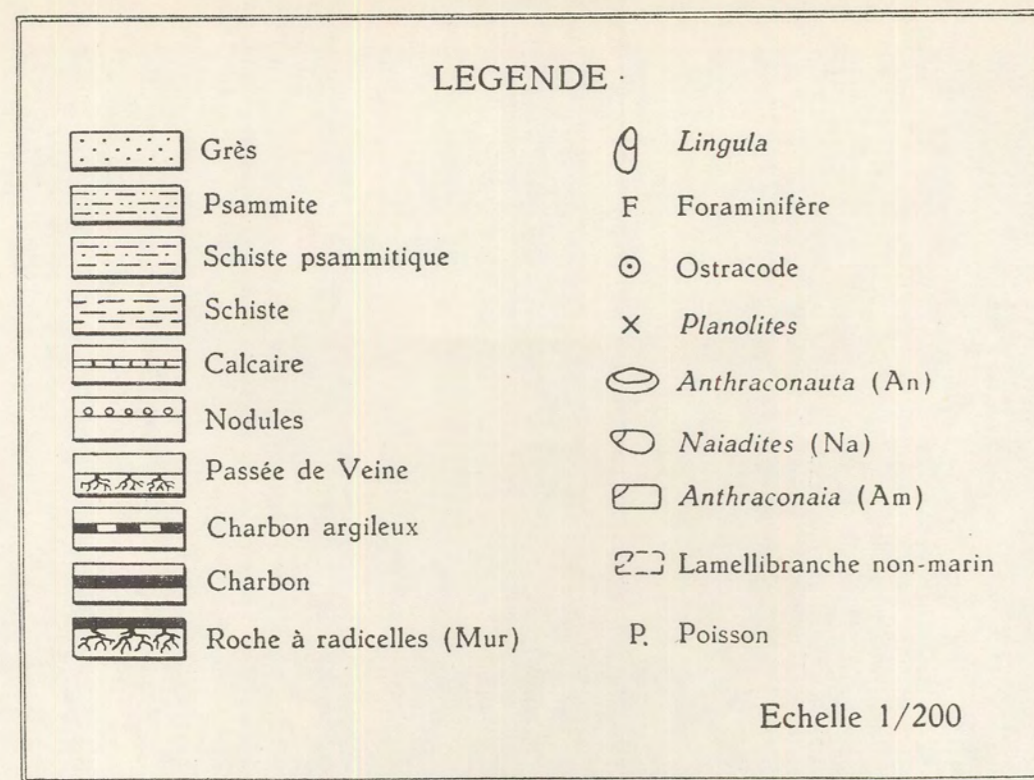 LEGENDE
Grès
Psammite
Schiste psammitique
Schiste
Calcaire
Nodules
Passée de Veine
Charbon argileux
Charbon
Roche à radicelles (Mur)
Lingula
F Foraminifère
Ostracode
Planolites
Anthraconauta (An)
Naiadites (Na)
Anthraconaia (Am)
Lamellibranche non-marin
P. Poisson
Echelle 1/200